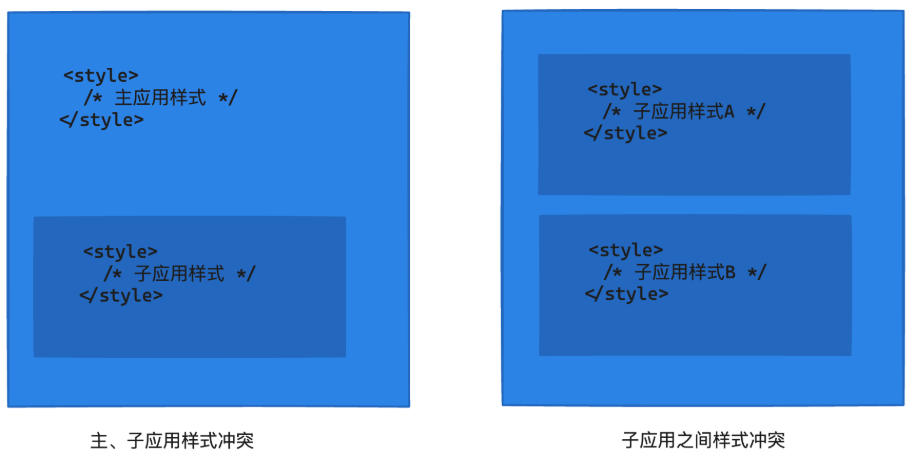 <style>
/* 主应用样式 */
</style>
<style>
/* 子应用样式 */
</style>
主、子应用样式冲突
<style>
/* 子应用样式A */
</style>
<style>
/* 子应用样式B */
</style>
子应用之间样式冲突